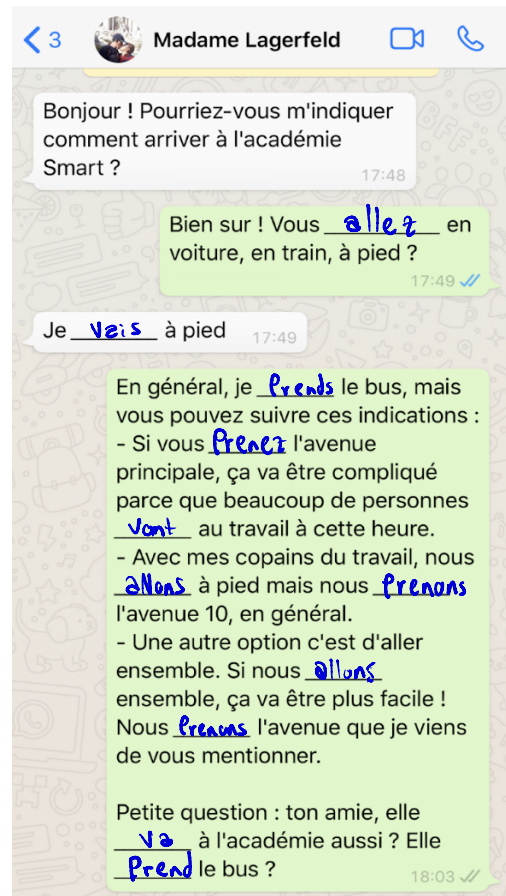 3 Madame Lagerfeld
Bonjour ! Pourriez-vous m'indiquer
comment arriver à l'académie
Smart ?
17:48
Bien sur ! Vous allez en
voiture, en train, à pied ?
17:49
Je vais à pied 17:49
En général, je Prends le bus, mais
vous pouvez suivre ces indications :
- Si vous Prenez l'avenue
principale, ça va être compliqué
parce que beaucoup de personnes
vont au travail à cette heure.
- Avec mes copains du travail, nous
allons à pied mais nous Prenons
l'avenue 10, en général.
- Une autre option c'est d'aller
ensemble. Si nous allons
ensemble, ça va être plus facile !
Nous Prenons l'avenue que je viens
de vous mentionner.
Petite question : ton amie, elle
va à l'académie aussi ? Elle
Prend le bus ?
18:03